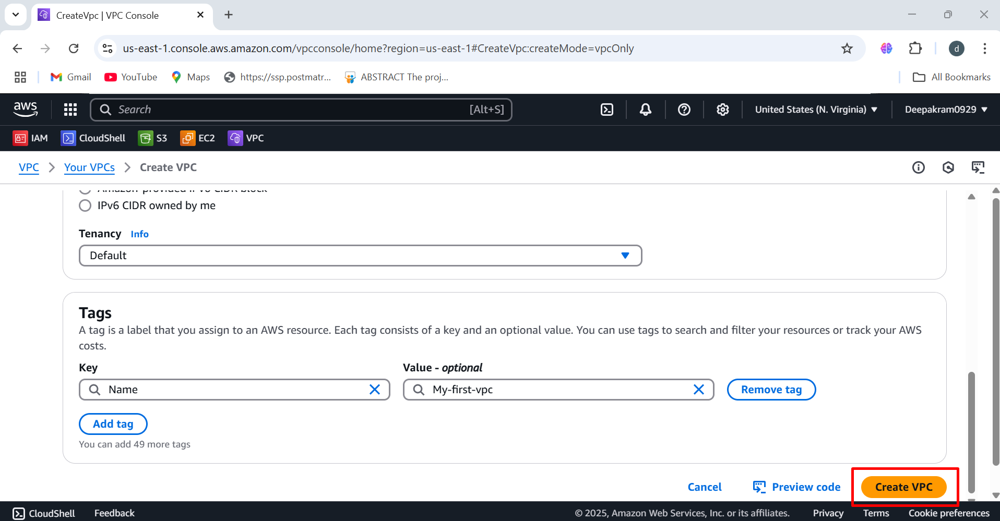 CreateVpc | VPC Console
us-east-1.console.aws.amazon.com/vpcconsole/home?region=us-east-1#CreateVpc:createMode=vpcOnly
d
Gmail YouTube Maps https://ssp.postmatr... ABSTRACT The proj... All Bookmarks
aws Search [Alt+S] United States (N. Virginia) Deepakram0929
IAM CloudShell S3 EC2 VPC
VPC Your VPCs Create VPC
Amazon-provided IPv6 CIDR block
IPv6 CIDR owned by me
Tenancy Info
Default
Tags
A tag is a label that you assign to an AWS resource. Each tag consists of a key and an optional value. You can use tags to search and filter your resources or track your AWS
costs.
Key Value - optional
Name My-first-vpc Remove tag
Add tag
You can add 49 more tags
Cancel Preview code Create VPC
CloudShell Feedback © 2025, Amazon Web Services, Inc. or its affiliates. Privacy Terms Cookie preferences